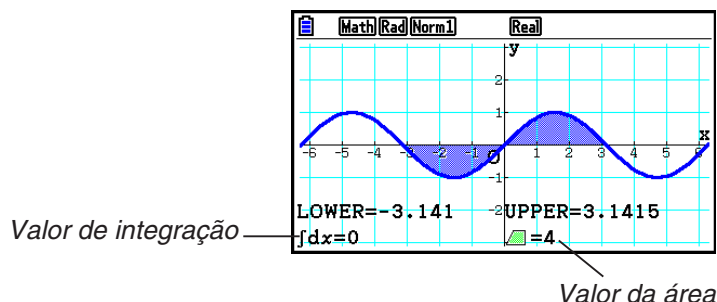 Math Rad Norm1 Real
y
2
1
x
-6 -5 -4 -3 -2 -1 O 1 2 3 4 5 6
-1
-2
LOWER=-3.141 UPPER=3.1415
∫dx=0 =4
Valor de integração
Valor da área